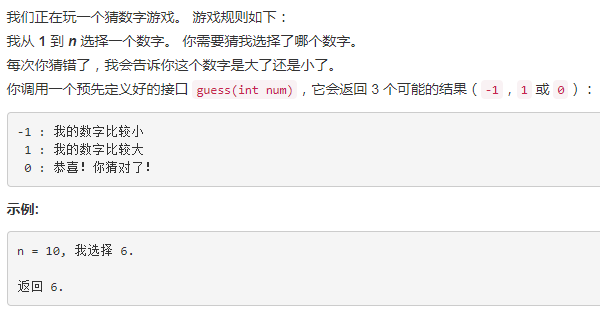 我们正在玩一个猜数字游戏。 游戏规则如下：
我从 1 到 n 选择一个数字。 你需要猜我选择了哪个数字。
每次你猜错了，我会告诉你这个数字是大了还是小了。
你调用一个预先定义好的接口 guess(int num)，它会返回 3 个可能的结果（-1，1 或 0）：
-1 : 我的数字比较小
1 : 我的数字比较大
0 : 恭喜! 你猜对了!
示例:
n = 10, 我选择 6.
返回 6.